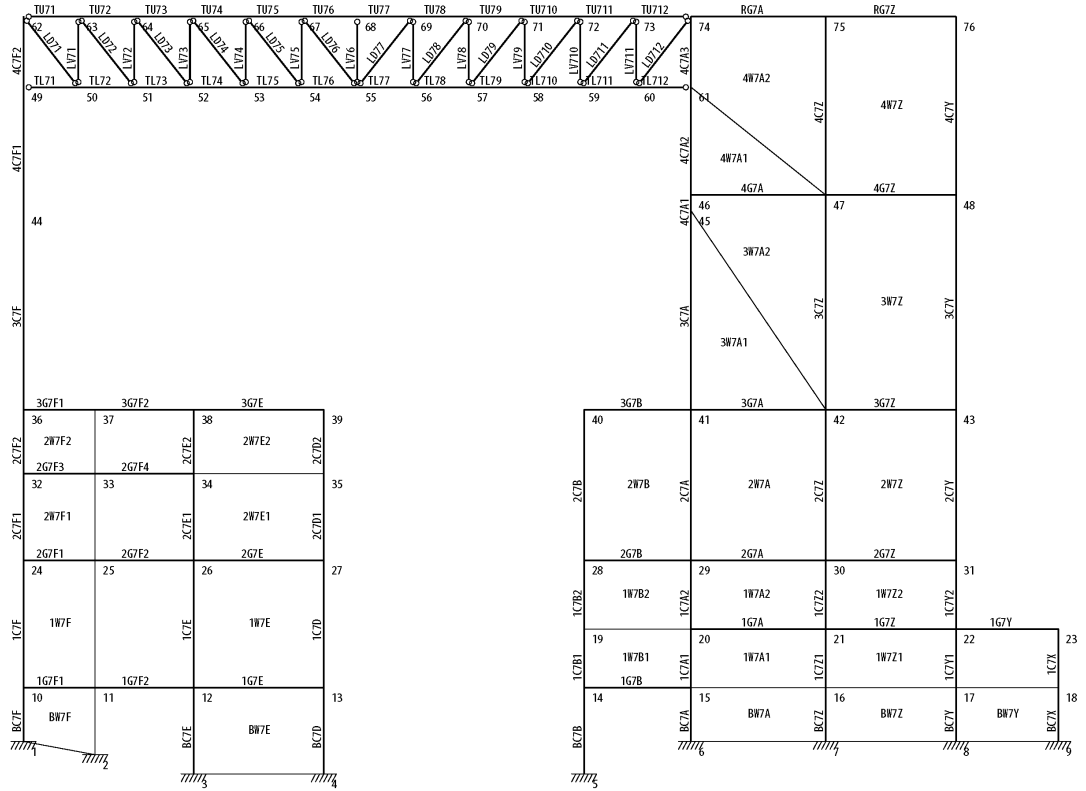 TU71 TU72 TU73 TU74 TU75 TU76 TU77 TU78 TU79 TU710 TU711 TU712 RG7A RG7Z
62 63 64 65 66 67 68 69 70 71 72 73 74 75 76
4C7F2 LD71 LV71 LD72 LV72 LD73 LV73 LD74 LV74 LD75 LV75 LD76 LV76 LD77 LV77 LD78 LV78 LD79 LV79 LD710 LV710 LD711 LV711 LD712 4C7A3
4W7A2
TL71 TL72 TL73 TL74 TL75 TL76 TL77 TL78 TL79 TL710 TL711 TL712
49 50 51 52 53 54 55 56 57 58 59 60 61
4C7Z 4W7Z 4C7Y
4C7F1 4C7A2 4W7A1
4G7A 4G7Z
4C7A1 46 47 48
44 45
3W7A2
3C7F 3C7A 3C7Z 3W7Z 3C7Y
3W7A1
3G7F1 3G7F2 3G7E 3G7B 3G7A 3G7Z
36 37 38 39 40 41 42 43
2C7F2 2W7F2 2C7E2 2W7E2 2C7D2
2G7F3 2G7F4
32 33 34 35
2C7B 2W7B 2C7A 2W7A 2C7Z 2W7Z 2C7Y
2C7F1 2W7F1 2C7E1 2W7E1 2C7D1
2G7F1 2G7F2 2G7E 2G7B 2G7A 2G7Z
24 25 26 27 28 29 30 31
1C7B2 1W7B2 1C7A2 1W7A2 1C7Z2 1W7Z2 1C7Y2
1C7F 1W7F 1C7E 1W7E 1C7D
1G7A 1G7Z 1G7Y
19 20 21 22 23
1C7B1 1W7B1 1C7A1 1W7A1 1C7Z1 1W7Z1 1C7Y1 1C7X
1G7F1 1G7F2 1G7E 1G7B
10 11 12 13 14 15 16 17 18
BC7F BW7F BC7E BW7E BC7D BC7B BC7A BW7A BC7Z BW7Z BC7Y BW7Y BC7X
1 2 3 4 5 6 7 8 9